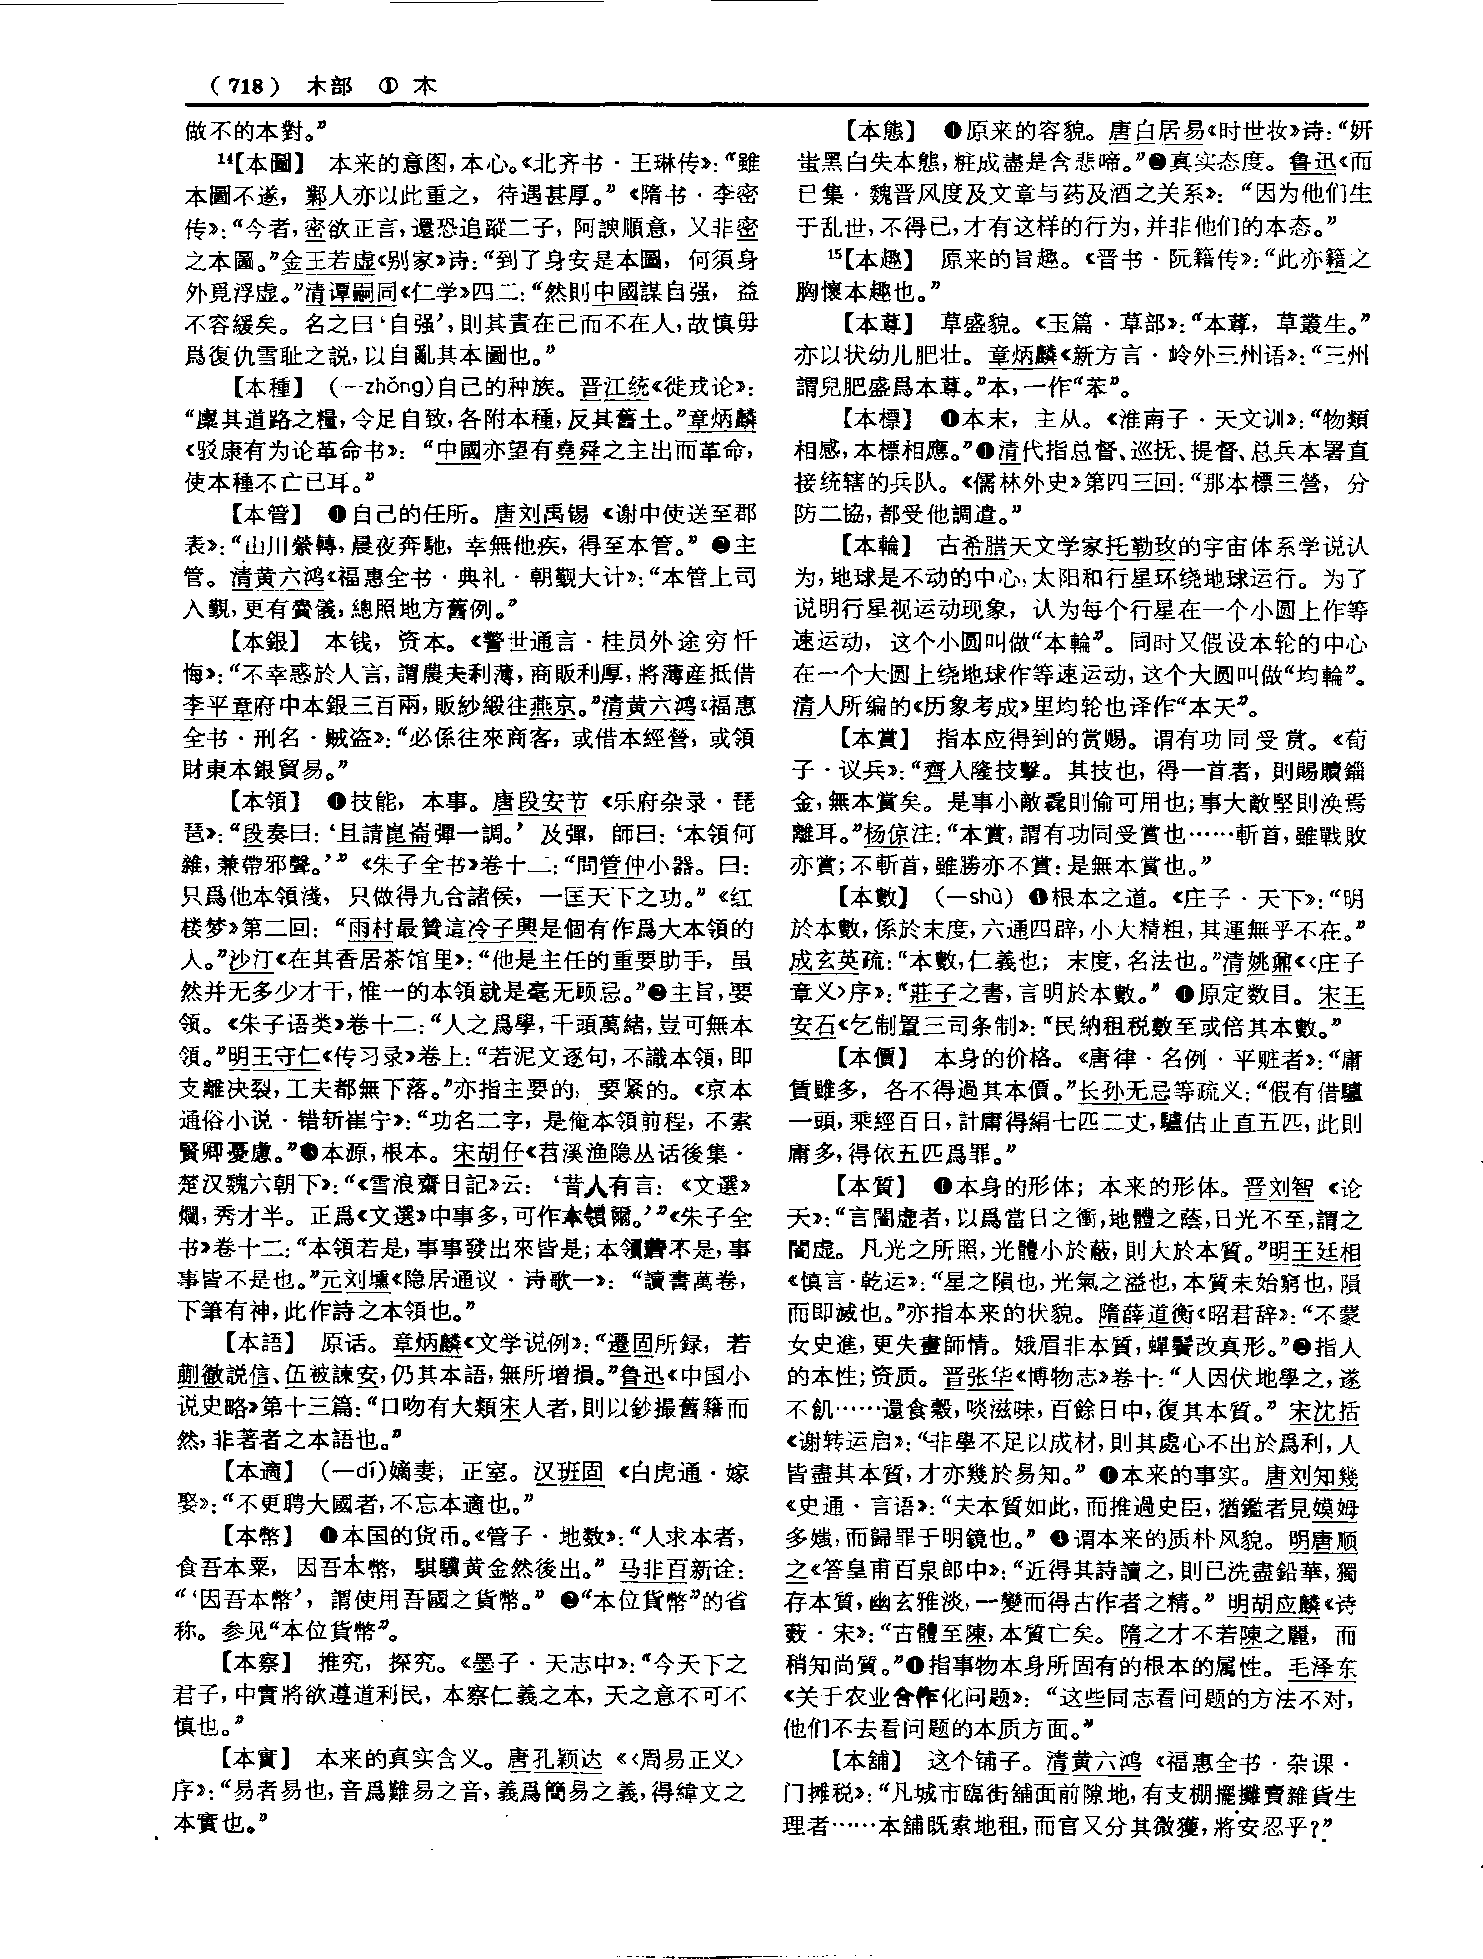 （718） 木部 ① 本
做不的本對。”
14【本圖】 本来的意图，本心。《北齐书·王琳传》：“雖
本圖不遂，鄴人亦以此重之，待遇甚厚。”《隋书·李密
传》：“今者，密欲正言，還恐追蹤二子，阿諛順意，又非密
之本圖。”金王若虚《别家》诗：“到了身安是本圖，何須身
外覓浮虚。”清谭嗣同《仁学》四二：“然則中國謀自强，益
不容緩矣。名之曰‘自强’，則其責在己而不在人，故慎毋
爲復仇雪耻之説，以自亂其本圖也。”
【本種】 （—zhǒng）自己的种族。晋江统《徙戎论》：
“廪其道路之糧，令足自致，各附本種，反其舊土。”章炳麟
《驳康有为论革命书》：“中國亦望有堯舜之主出而革命，
使本種不亡已耳。”
【本管】 ❶自己的任所。唐刘禹锡《谢中使送至郡
表》：“山川縈轉，晨夜奔馳，幸無他疾，得至本管。”❷主
管。清黄六鸿《福惠全书·典礼·朝觐大计》：“本管上司
入覲，更有賫儀，總照地方舊例。”
【本銀】 本钱，资本。《警世通言·桂员外途穷忏
悔》：“不幸惑於人言，謂農夫利薄，商販利厚，將薄産抵借
李平章府中本銀三百兩，販紗緞往燕京。”清黄六鸿《福惠
全书·刑名·贼盗》：“必係往來商客，或借本經營，或領
財東本銀貿易。”
【本領】 ❶技能，本事。唐段安节《乐府杂录·琵
琶》：“段奏曰：‘且請崑崙彈一調。’及彈，師曰：‘本領何
雜，兼帶邪聲。’”《朱子全书》卷十二：“問管仲小器。曰：
只爲他本領淺，只做得九合諸侯，一匡天下之功。”《红
楼梦》第二回：“雨村最贊這冷子興是個有作爲大本領的
人。”沙汀《在其香居茶馆里》：“他是主任的重要助手，虽
然并无多少才干，惟一的本领就是毫无顾忌。”❷主旨，要
领。《朱子语类》卷十二：“人之爲學，千頭萬緒，豈可無本
領。”明王守仁《传习录》卷上：“若泥文逐句，不識本領，即
支離决裂，工夫都無下落。”亦指主要的，要紧的。《京本
通俗小说·错斩崔宁》：“功名二字，是俺本領前程，不索
賢卿憂慮。”❸本源，根本。宋胡仔《苕溪渔隐丛话後集·
楚汉魏六朝下》：“《雪浪齋日記》云：‘昔人有言：《文選》
爛，秀才半。正爲《文選》中事多，可作本領爾。’”《朱子全
书》卷十二：“本領若是，事事發出來皆是；本領若不是，事
事皆不是也。”元刘壎《隐居通议·诗歌一》：“讀書萬卷，
下筆有神，此作詩之本領也。”
【本語】 原话。章炳麟《文学说例》：“遷固所録，若
蒯徹説信、伍被諫安，仍其本語，無所增損。”鲁迅《中国小
说史略》第十三篇：“口吻有大類宋人者，則以鈔撮舊籍而
然，非著者之本語也。”
【本適】 （—dí）嫡妻，正室。汉班固《白虎通·嫁
娶》：“不更聘大國者，不忘本適也。”
【本幣】 ❶本国的货币。《管子·地数》：“人求本者，
食吾本粟，因吾本幣，騏驥黄金然後出。”马非百新诠：
“‘因吾本幣’，謂使用吾國之貨幣。”❷“本位貨幣”的省
称。参见“本位貨幣”。
【本察】 推究，探究。《墨子·天志中》：“今天下之
君子，中實將欲遵道利民，本察仁義之本，天之意不可不
慎也。”
【本實】 本来的真实含义。唐孔颖达《〈周易正义〉
序》：“易者易也，音爲難易之音，義爲簡易之義，得緯文之
本實也。”
【本態】 ❶原来的容貌。唐白居易《时世妆》诗：“妍
蚩黑白失本態，粧成盡是含悲啼。”❷真实态度。鲁迅《而
已集·魏晋风度及文章与药及酒之关系》：“因为他们生
于乱世，不得已，才有这样的行为，并非他们的本态。”
15【本趣】 原来的旨趣。《晋书·阮籍传》：“此亦籍之
胸懷本趣也。”
【本蓴】 草盛貌。《玉篇·草部》：“本蓴，草叢生。”
亦以状幼儿肥壮。章炳麟《新方言·岭外三州语》：“三州
謂兒肥盛爲本蓴。”本，一作“苯”。
【本標】 ❶本末，主从。《淮南子·天文训》：“物類
相感，本標相應。”❷清代指总督、巡抚、提督、总兵本署直
接统辖的兵队。《儒林外史》第四三回：“那本標三營，分
防二協，都受他調遣。”
【本輪】 古希腊天文学家托勒玫的宇宙体系学说认
为，地球是不动的中心，太阳和行星环绕地球运行。为了
说明行星视运动现象，认为每个行星在一个小圆上作等
速运动，这个小圆叫做“本輪”。同时又假设本轮的中心
在一个大圆上绕地球作等速运动，这个大圆叫做“均輪”。
清人所编的《历象考成》里均轮也译作“本天”。
【本賞】 指本应得到的赏赐。谓有功同受赏。《荀
子·议兵》：“齊人隆技擊。其技也，得一首者，則賜贖錙
金，無本賞矣。是事小敵毳則偷可用也；事大敵堅則涣焉
離耳。”杨倞注：“本賞，謂有功同受賞也……斬首，雖戰敗
亦賞；不斬首，雖勝亦不賞：是無本賞也。”
【本數】 （—shù） ❶根本之道。《庄子·天下》：“明
於本數，係於末度，六通四辟，小大精粗，其運無乎不在。”
成玄英疏：“本數，仁義也；末度，名法也。”清姚鼐《〈庄子
章义〉序》：“莊子之書，言明於本數。”❷原定数目。宋王
安石《乞制置三司条制》：“民納租税數至或倍其本數。”
【本價】 本身的价格。《唐律·名例·平赃者》：“庸
賃雖多，各不得過其本價。”长孙无忌等疏义：“假有借驢
一頭，乘經百日，計庸得絹七匹二丈，驢估止直五匹，此則
庸多，得依五匹爲罪。”
【本質】 ❶本身的形体；本来的形体。晋刘智《论
天》：“言闇虚者，以爲當日之衝，地體之蔭，日光不至，謂之
闇虚。凡光之所照，光體小於蔽，則大於本質。”明王廷相
《慎言·乾运》：“星之隕也，光氣之溢也，本質未始窮也，隕
而即滅也。”亦指本来的状貌。隋薛道衡《昭君辞》：“不蒙
女史進，更失畫師情。娥眉非本質，蟬鬢改真形。”❷指人
的本性；资质。晋张华《博物志》卷十：“人因伏地學之，遂
不飢……還食穀，啖滋味，百餘日中，復其本質。”宋沈括
《谢转运启》：“非學不足以成材，則其處心不出於爲利，人
皆盡其本質，才亦幾於易知。”❸本来的事实。唐刘知幾
《史通·言语》：“夫本質如此，而推過史臣，猶鑑者見嫫姆
多媸，而歸罪于明鏡也。”❹谓本来的质朴风貌。明唐顺
之《答皇甫百泉郎中》：“近得其詩讀之，則已洗盡鉛華，獨
存本質，幽玄雅淡，一變而得古作者之精。”明胡应麟《诗
薮·宋》：“古體至陳，本質亡矣。隋之才不若陳之麗，而
稍知尚質。”❺指事物本身所固有的根本的属性。毛泽东
《关于农业合作化问题》：“这些同志看问题的方法不对，
他们不去看问题的本质方面。”
【本舖】 这个铺子。清黄六鸿《福惠全书·杂课·
门摊税》：“凡城市臨街舖面前隙地，有支棚擺攤賣雜貨生
理者……本舖既索地租，而官又分其微獲，將安忍乎？”